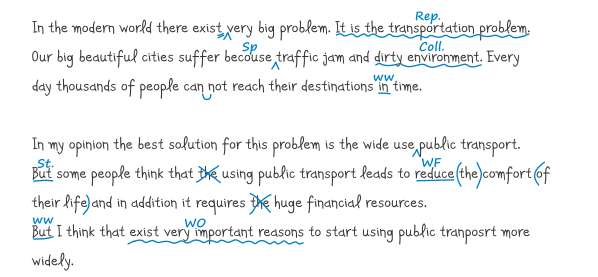 Rep.
In the modern world there exist very big problem. It is the transportation problem.
Sp Coll.
Our big beautiful cities suffer becouse traffic jam and dirty environment. Every
ww
day thousands of people can not reach their destinations in time.
In my opinion the best solution for this problem is the wide use public transport.
St. WF
But some people think that the using public transport leads to reduce (the) comfort (of
their life) and in addition it requires the huge financial resources.
ww WO
But I think that exist very important reasons to start using public tranposrt more
widely.